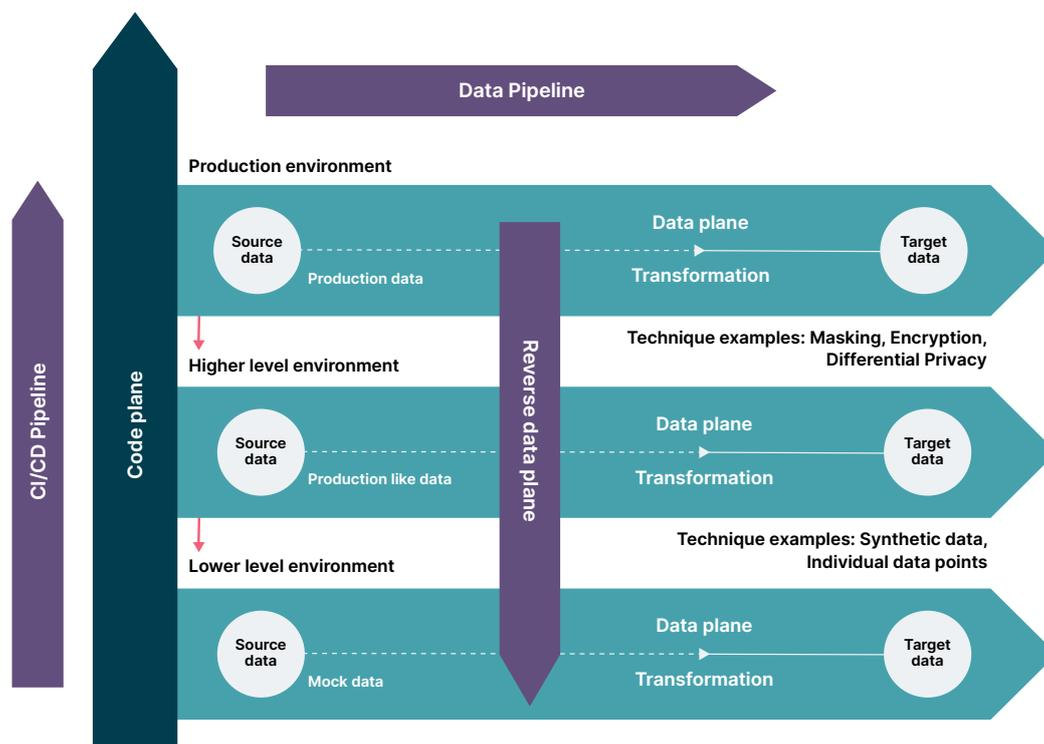 Data Pipeline
CI/CD Pipeline
Code plane
Reverse data plane
Production environment
Source
data
Production data
Data plane
Transformation
Target
data
Technique examples: Masking, Encryption,
Differential Privacy
Higher level environment
Source
data
Production like data
Data plane
Transformation
Target
data
Technique examples: Synthetic data,
Individual data points
Lower level environment
Source
data
Mock data
Data plane
Transformation
Target
data